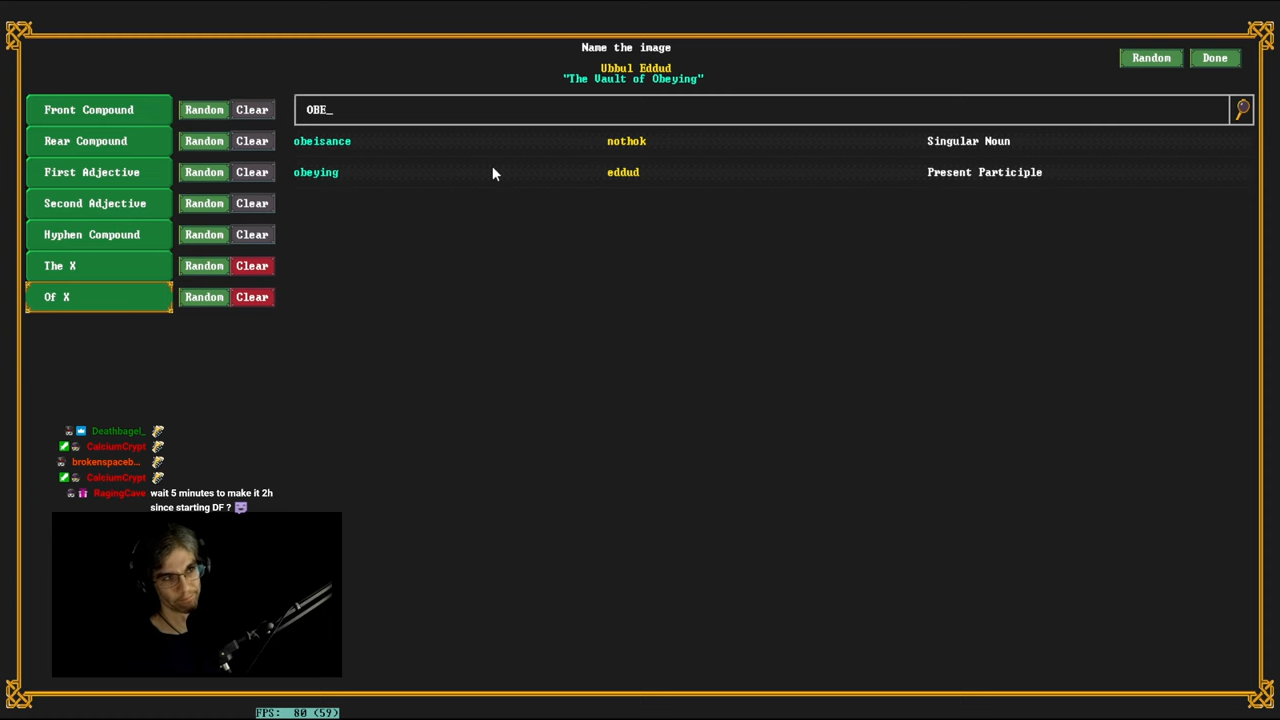 Name the image
Ubbul Eddud
"The Vault of Obeying"
Random Done
Front Compound Random Clear OBE_
Rear Compound Random Clear obeisance nothok Singular Noun
First Adjective Random Clear obeying eddud Present Participle
Second Adjective Random Clear
Hyphen Compound Random Clear
The X Random Clear
Of X Random Clear
Deathbagel_
CalciumCrypt
brokenspaceb...
CalciumCrypt
RagingCave wait 5 minutes to make it 2h
since starting DF ?
FPS: 80 (59)